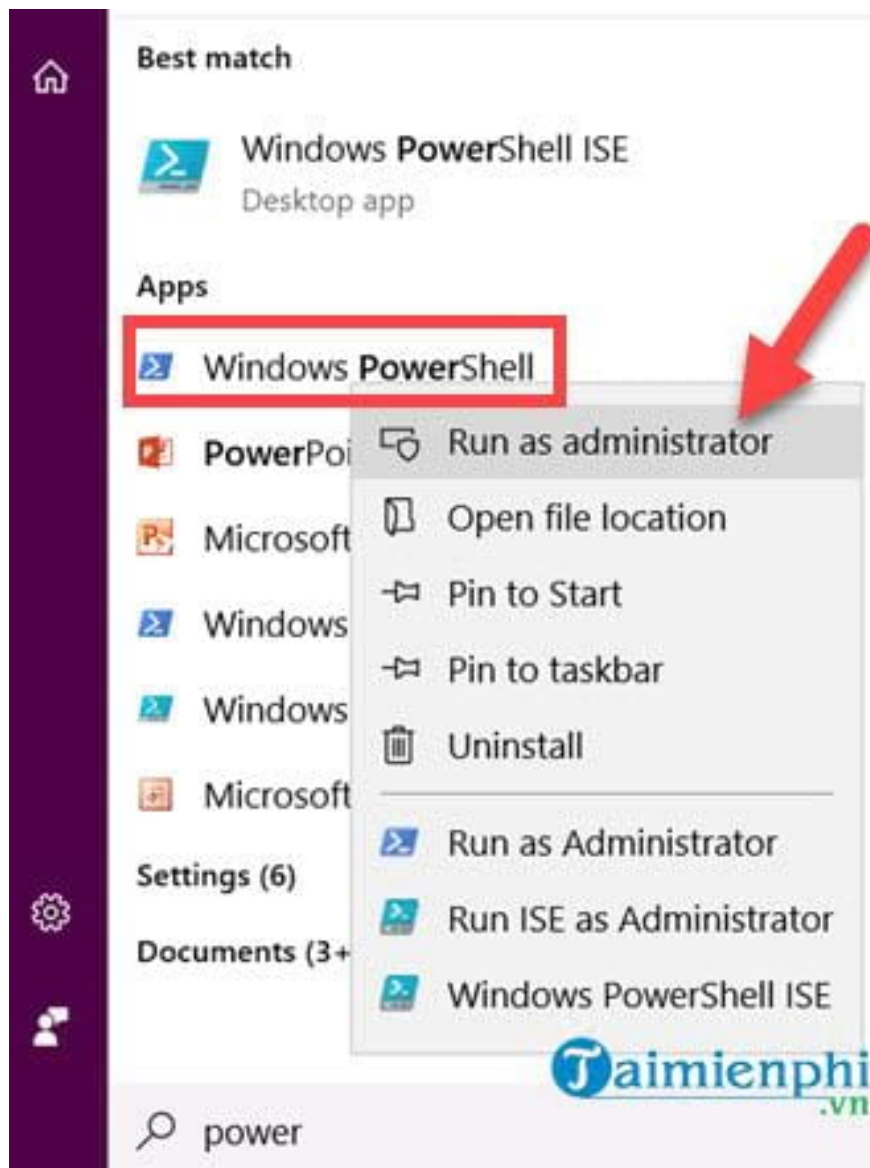 Best match
Windows PowerShell ISE
Desktop app
Apps
Windows PowerShell
PowerPoi
Microsoft
Windows
Windows
Microsoft
Settings (6)
Documents (3+
Run as administrator
Open file location
Pin to Start
Pin to taskbar
Uninstall
Run as Administrator
Run ISE as Administrator
Windows PowerShell ISE
Taimienphi
.vn
power